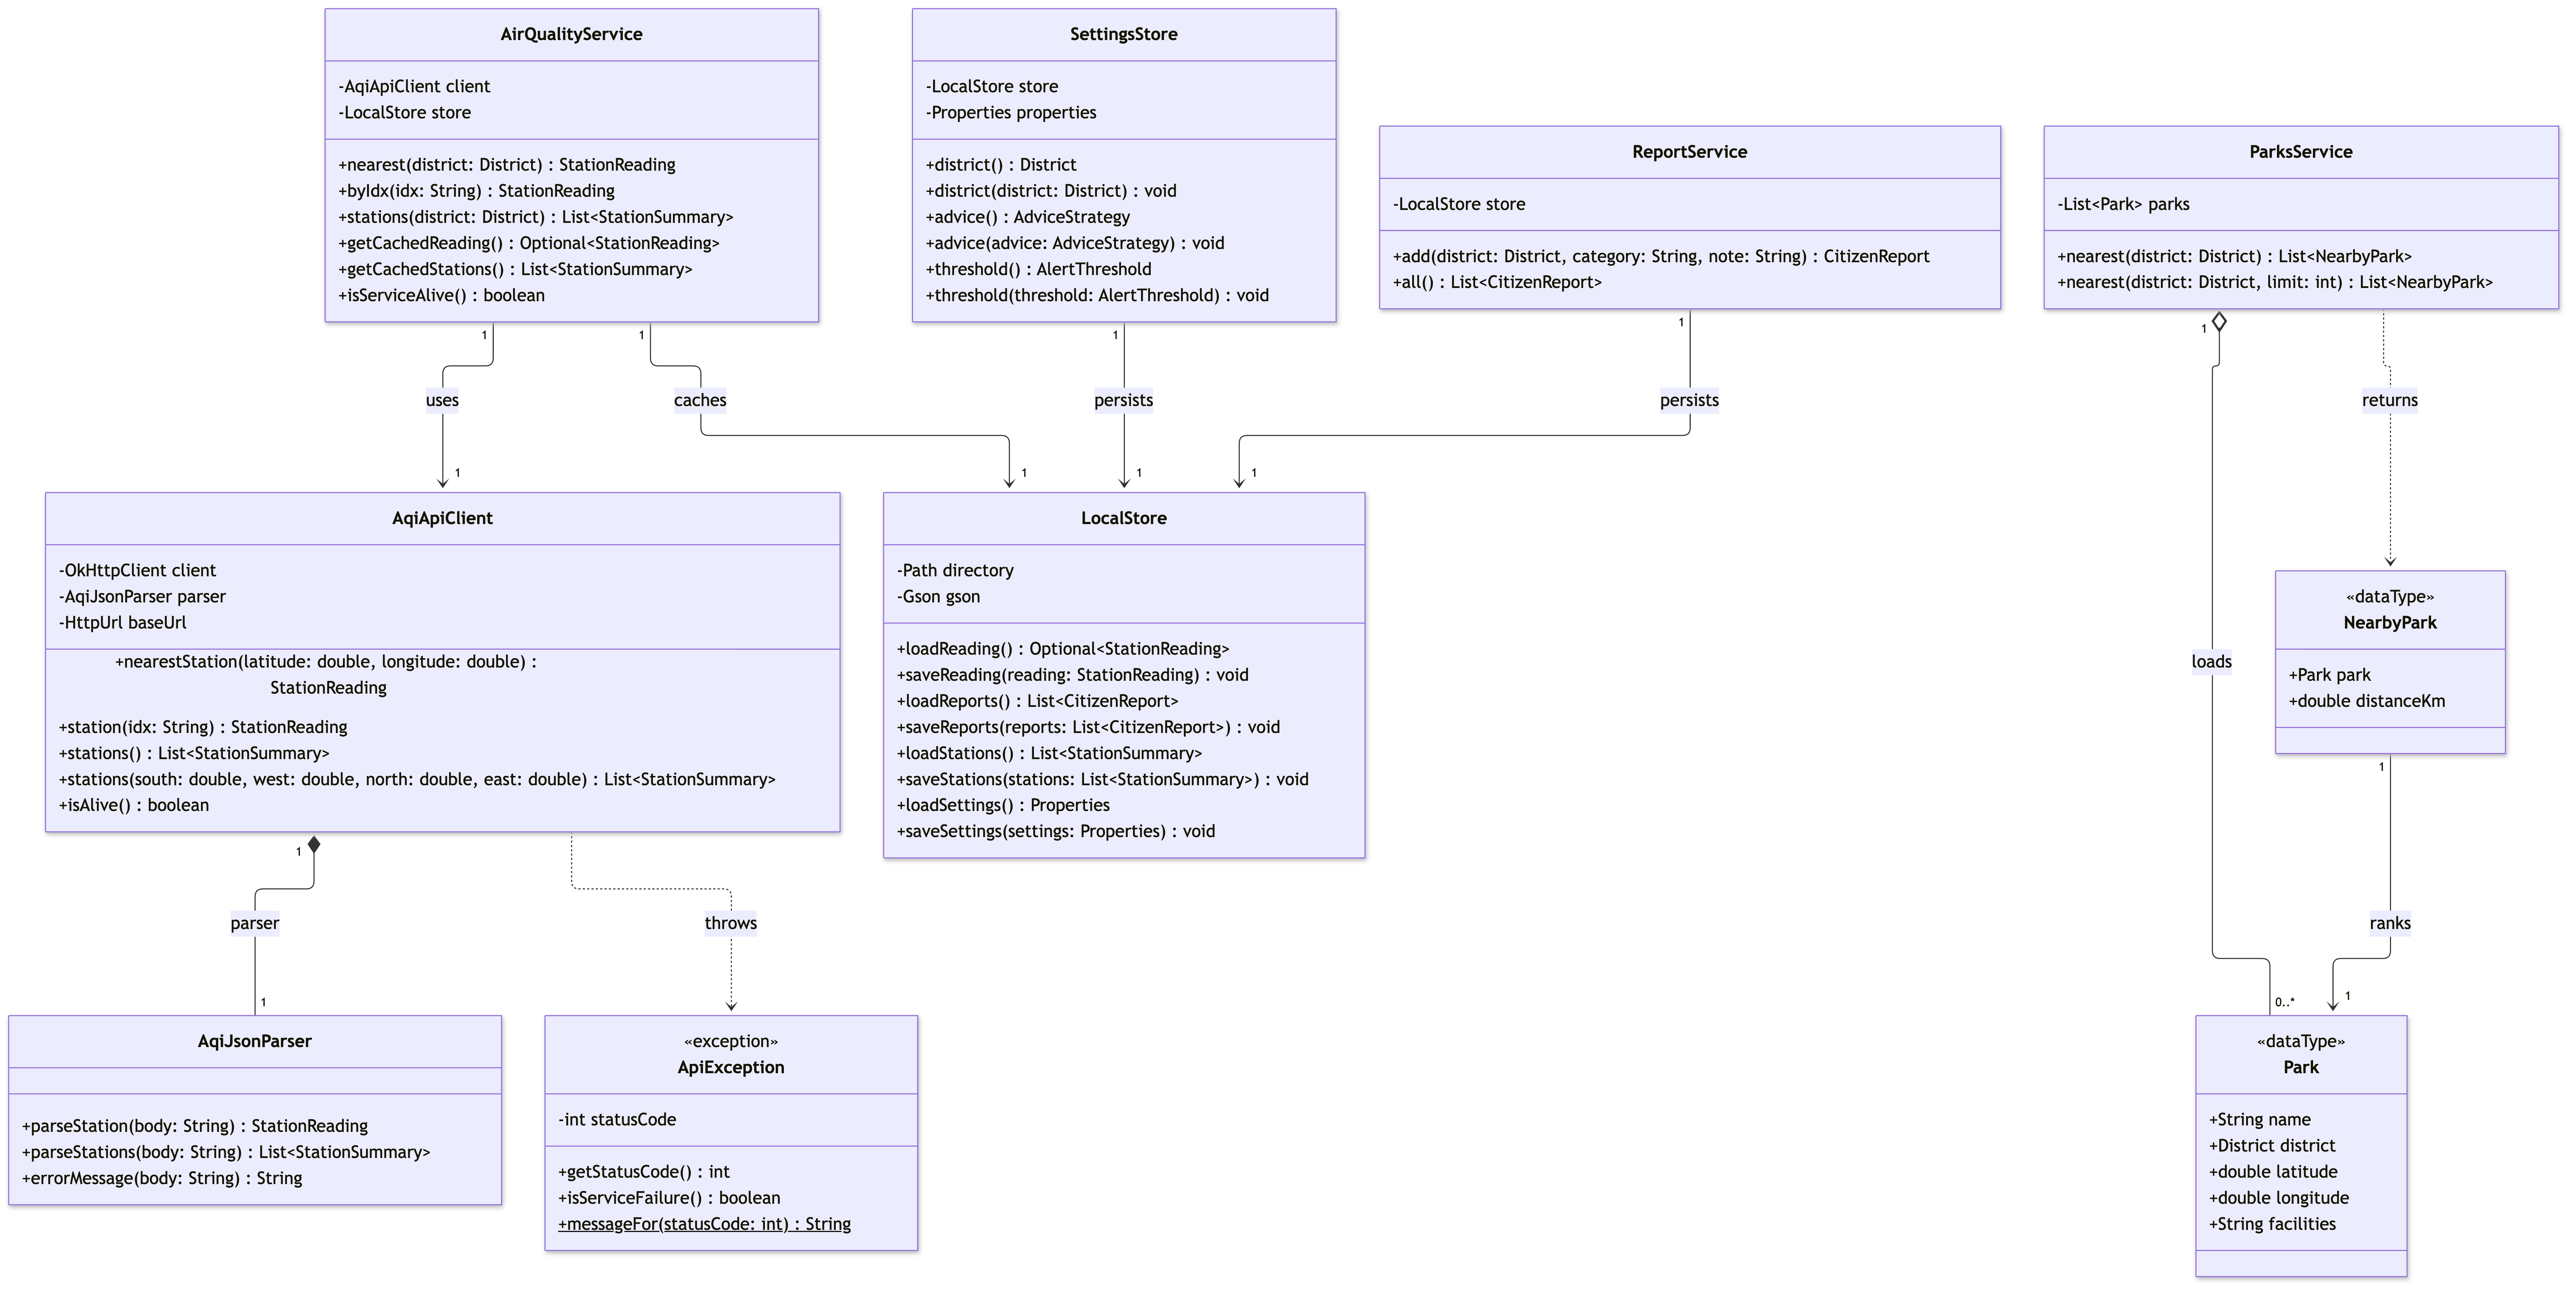 AirQualityService
-AqiApiClient client
-LocalStore store
+nearest(district: District) : StationReading
+byIdx(idx: String) : StationReading
+stations(district: District) : List<StationSummary>
+getCachedReading() : Optional<StationReading>
+getCachedStations() : List<StationSummary>
+isServiceAlive() : boolean
SettingsStore
-LocalStore store
-Properties properties
+district() : District
+district(district: District) : void
+advice() : AdviceStrategy
+advice(advice: AdviceStrategy) : void
+threshold() : AlertThreshold
+threshold(threshold: AlertThreshold) : void
ReportService
-LocalStore store
+add(district: District, category: String, note: String) : CitizenReport
+all() : List<CitizenReport>
ParksService
-List<Park> parks
+nearest(district: District) : List<NearbyPark>
+nearest(district: District, limit: int) : List<NearbyPark>
1
1
1
1
1
uses
caches
persists
persists
returns
1
1
1
1
AqiApiClient
-OkHttpClient client
-AqiJsonParser parser
-HttpUrl baseUrl
+nearestStation(latitude: double, longitude: double) :
StationReading
+station(idx: String) : StationReading
+stations() : List<StationSummary>
+stations(south: double, west: double, north: double, east: double) : List<StationSummary>
+isAlive() : boolean
LocalStore
-Path directory
-Gson gson
+loadReading() : Optional<StationReading>
+saveReading(reading: StationReading) : void
+loadReports() : List<CitizenReport>
+saveReports(reports: List<CitizenReport>) : void
+loadStations() : List<StationSummary>
+saveStations(stations: List<StationSummary>) : void
+loadSettings() : Properties
+saveSettings(settings: Properties) : void
loads
«dataType»
NearbyPark
+Park park
+double distanceKm
1
1
parser
throws
ranks
1
0..*
1
AqiJsonParser
+parseStation(body: String) : StationReading
+parseStations(body: String) : List<StationSummary>
+errorMessage(body: String) : String
«exception»
ApiException
-int statusCode
+getStatusCode() : int
+isServiceFailure() : boolean
+messageFor(statusCode: int) : String
«dataType»
Park
+String name
+District district
+double latitude
+double longitude
+String facilities